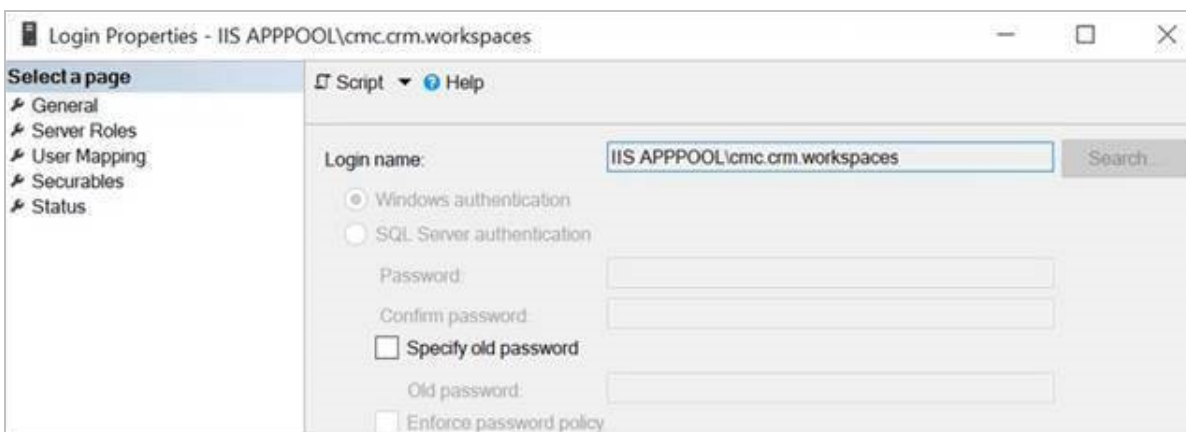 Login Properties - IIS APPPOOL\cmc.crm.workspaces
Select a page
General
Server Roles
User Mapping
Securables
Status
Script Help
Login name: IIS APPPOOL\cmc.crm.workspaces Search...
Windows authentication
SQL Server authentication
Password:
Confirm password:
Specify old password
Old password:
Enforce password policy